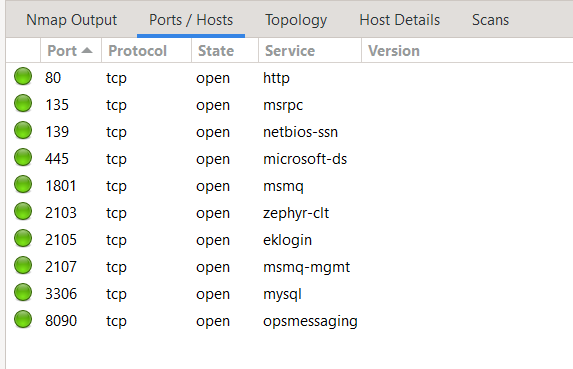 Nmap Output Ports / Hosts Topology Host Details Scans
Port Protocol State Service Version
80 tcp open http
135 tcp open msrpc
139 tcp open netbios-ssn
445 tcp open microsoft-ds
1801 tcp open msmq
2103 tcp open zephyr-clt
2105 tcp open eklogin
2107 tcp open msmq-mgmt
3306 tcp open mysql
8090 tcp open opsmessaging